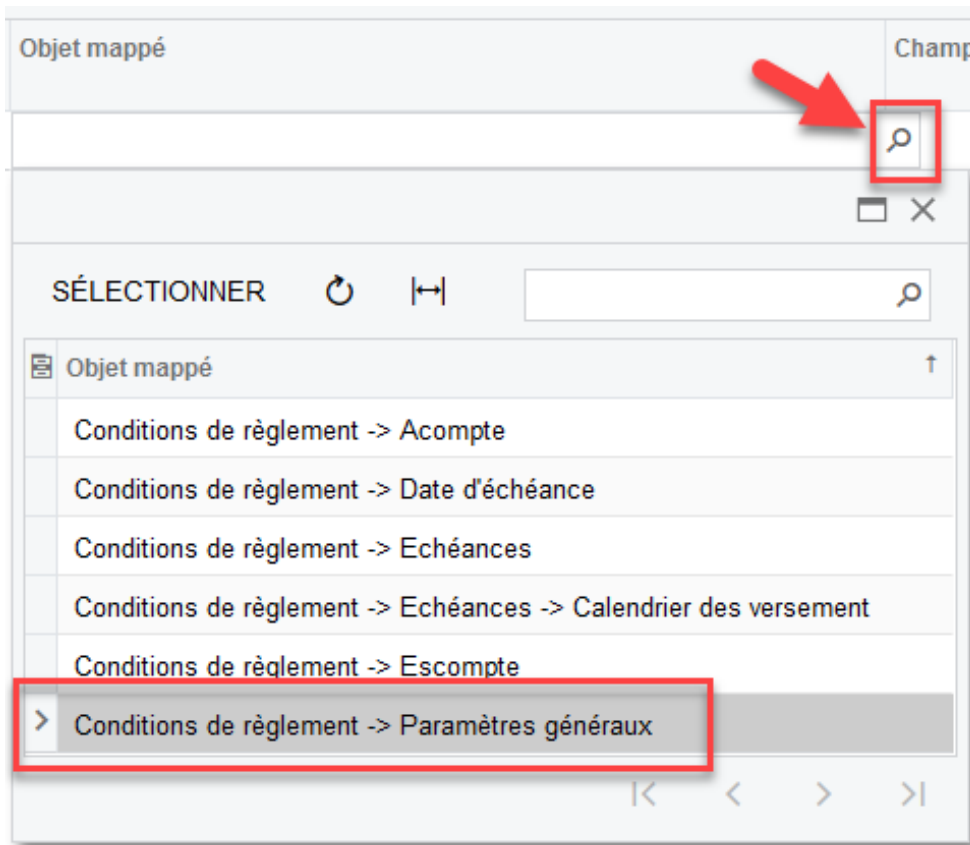 Objet mappé Champ
SÉLECTIONNER
Objet mappé
Conditions de règlement -> Acompte
Conditions de règlement -> Date d'échéance
Conditions de règlement -> Echéances
Conditions de règlement -> Echéances -> Calendrier des versement
Conditions de règlement -> Escompte
Conditions de règlement -> Paramètres généraux